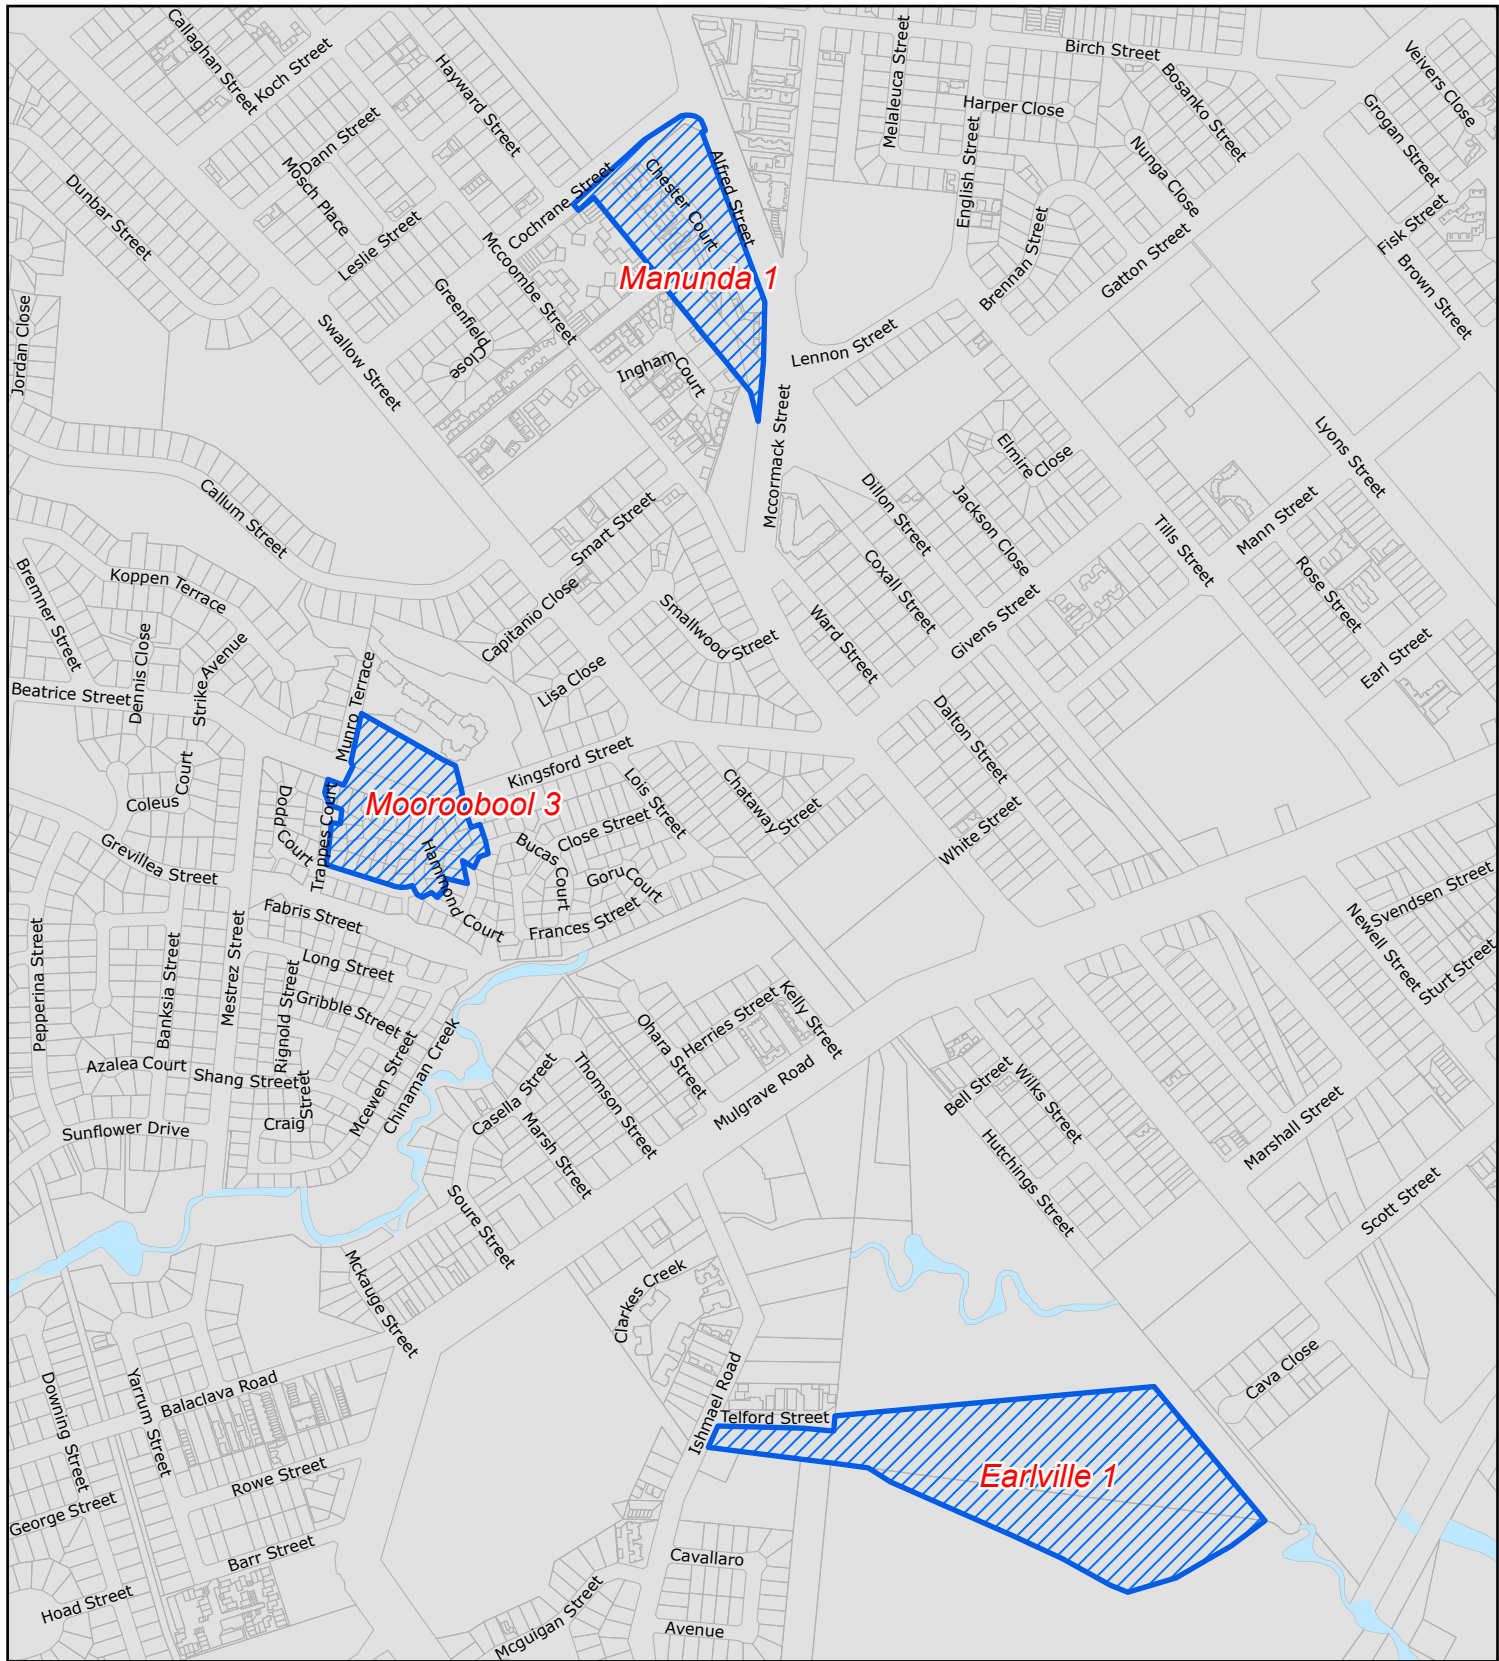 Callaghan Street
Koch Street
Hayward Street
Melaleuca Street
Birch Street
Bosanko Street
Veivers Close
Harper Close
Grogan Street
Dann Street
Mosch Place
Dunbar Street
Leslie Street
Cochrane Street
Chester Court
Alfred Street
English Street
Nunga Close
Fisk Street
Brown Street
Brennan Street
Gatton Street
Mccoombe Street
Manunda 1
Greenfield
Close
Jordan Close
Swallow Street
Ingham
Court
Lennon Street
Mccormack Street
Lyons Street
Elmire
Close
Callum Street
Dillon Street
Jackson Close
Smart Street
Mann Street
Tills Street
Rose Street
Koppen Terrace
Bremner Street
Capitanio Close
Smallwood
Street
Coxall Street
Ward Street
Givens Street
Earl Street
Dennis Close
Strike
Avenue
Beatrice Street
Munro Terrace
Lisa Close
Dalton Street
Kingsford Street
Coleus
Court
Dodd
Court
Trappes Court
Mooroobool 3
Lois Street
Chataway
Street
Close Street
White Street
Grevillea Street
Hammond
Court
Bucas
Court
Goru
Court
Frances Street
Svendsen Street
Newell Street
Sturt Street
Fabris Street
Long Street
Pepperina Street
Banksia Street
Mestrez Street
Rignold Street
Gribble Street
Herries Street
Kelly Street
Ohara Street
Azalea Court
Shang Street
Mcewen Street
Chinaman Creek
Casella Street
Thomson Street
Mulgrave Road
Bell Street
Wilks Street
Craig
Street
Sunflower Drive
Marsh Street
Hutchings Street
Marshall Street
Scott Street
Soure Street
Mckauge Street
Clarkes Creek
Cava Close
Downing Street
Yarrum Street
Balaclava Road
Ishmael Road
Telford Street
Earlville 1
Rowe Street
George Street
Barr Street
Cavallaro
Avenue
Hoad Street
Mcguigan Street